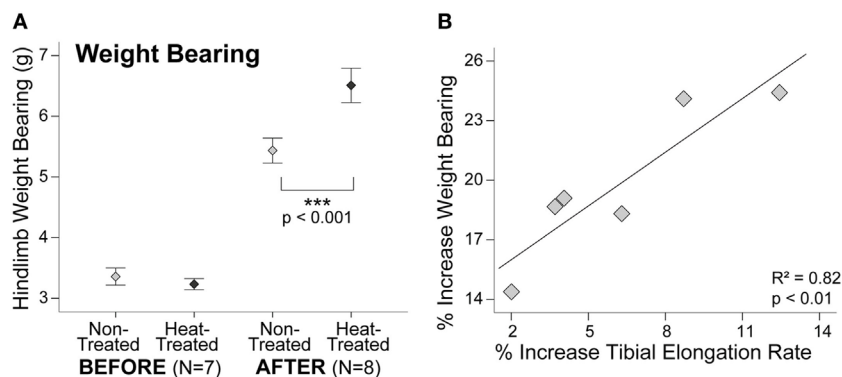 A
Weight Bearing
Hindlimb Weight Bearing (g)
7
6
5
4
3
***
p < 0.001
Non-Treated
Heat-Treated
Non-Treated
Heat-Treated
BEFORE (N=7)
AFTER (N=8)
B
% Increase Weight Bearing
26
23
20
17
14
R² = 0.82
p < 0.01
2 5 8 11 14
% Increase Tibial Elongation Rate